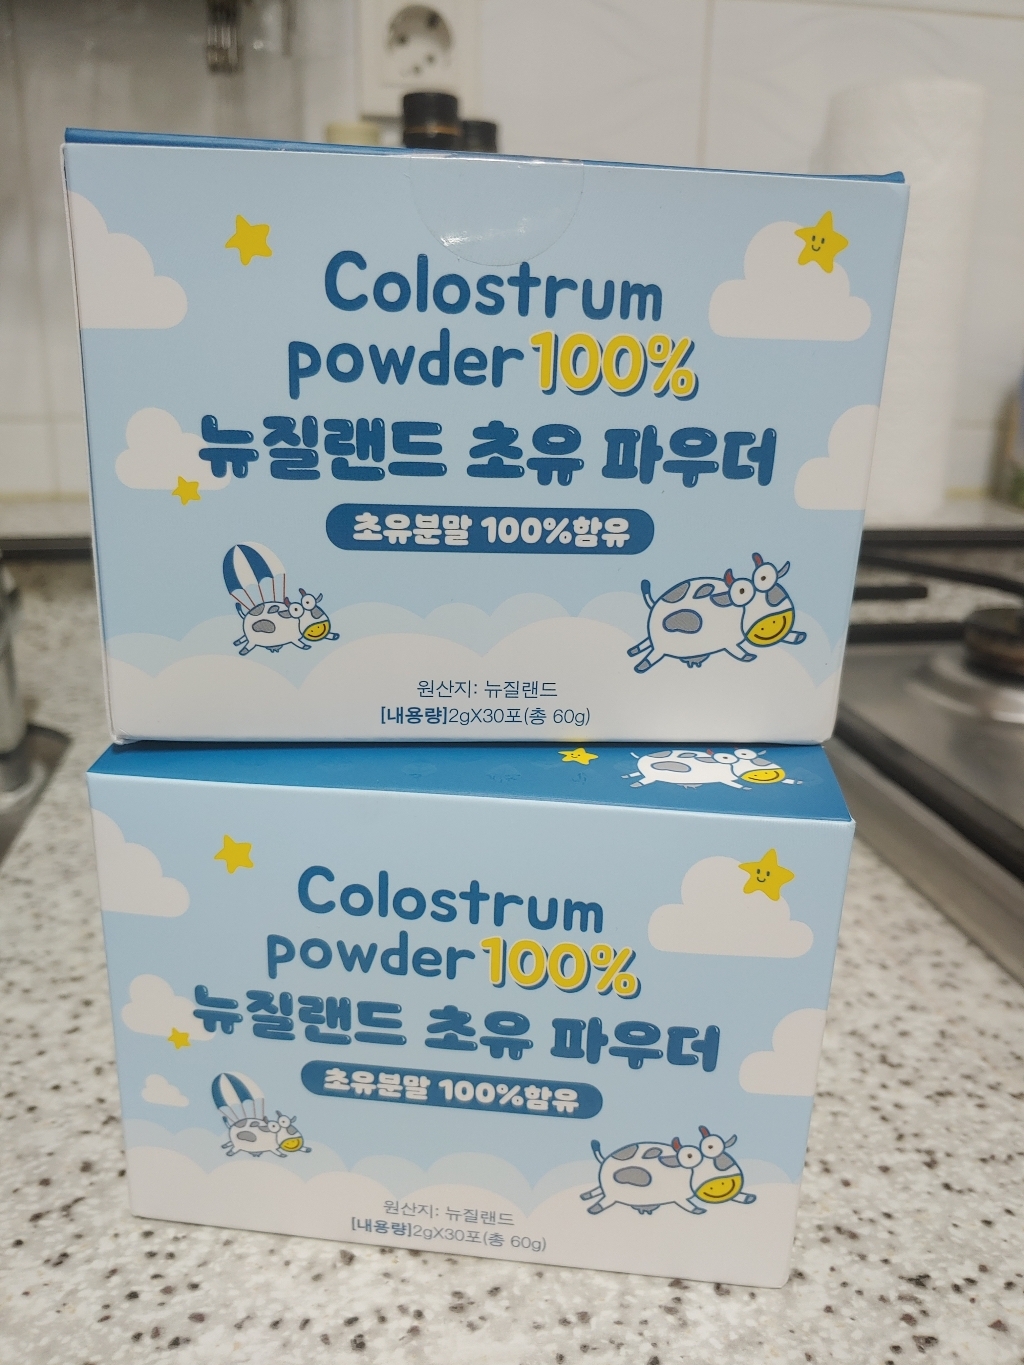 Colostrum
powder 100%
뉴질랜드 초유 파우더
초유분말 100%함유
원산지: 뉴질랜드
[내용량]2gX30포(총 60g)
Colostrum
powder 100%
뉴질랜드 초유 파우더
초유분말 100%함유
원산지: 뉴질랜드
[내용량]2gX30포(총 60g)